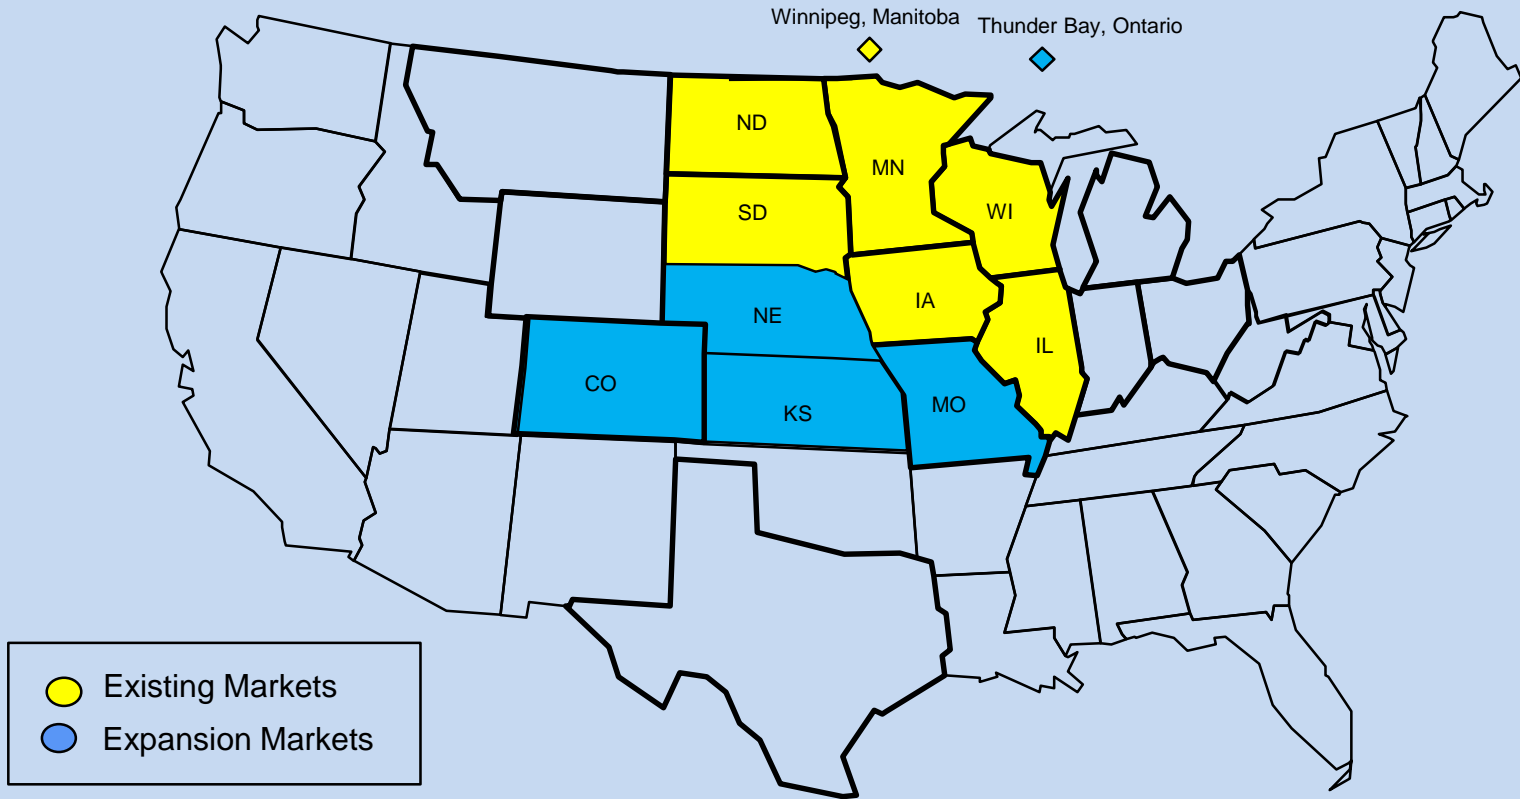 Winnipeg, Manitoba
Thunder Bay, Ontario
ND
MN
SD
WI
IA
NE
IL
CO
MO
KS
Existing Markets
Expansion Markets